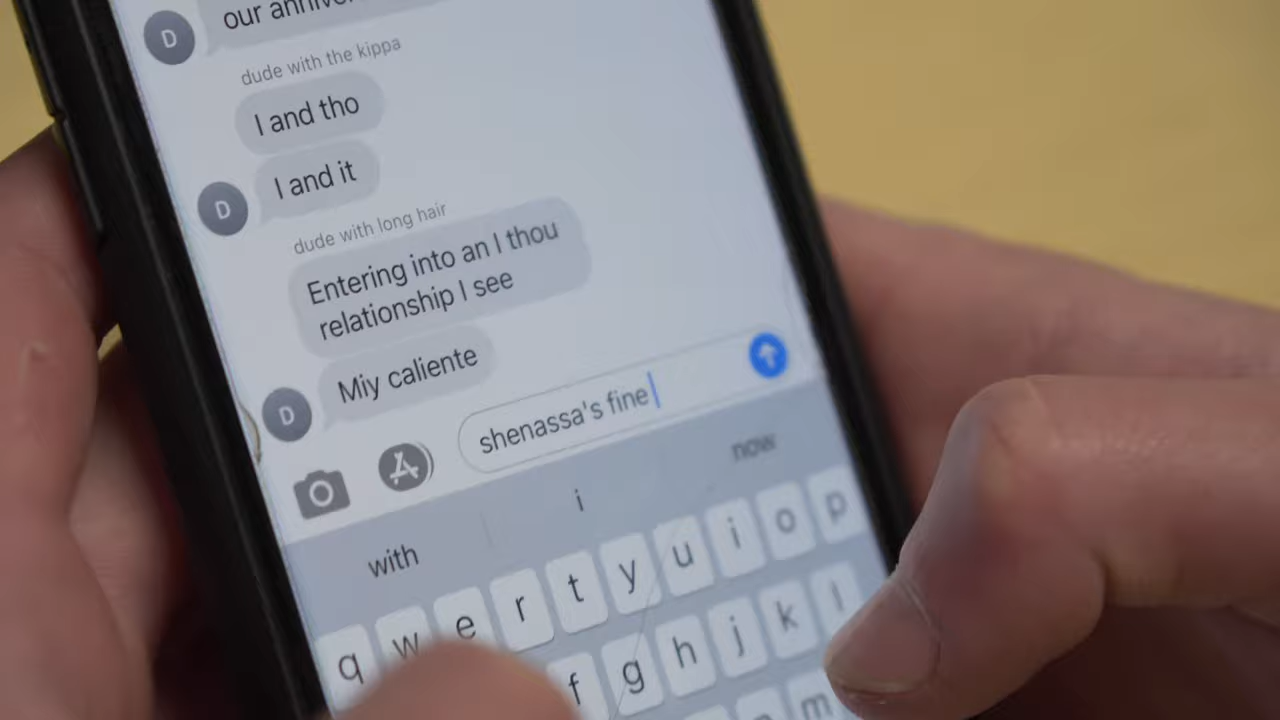 D
our anniver
dude with the kippa
I and tho
I and it
D
dude with long hair
Entering into an I thou
relationship I see
Miy caliente
D
shenassa's fine
with i now
q w e r t y u i o p
f g h j k l
m